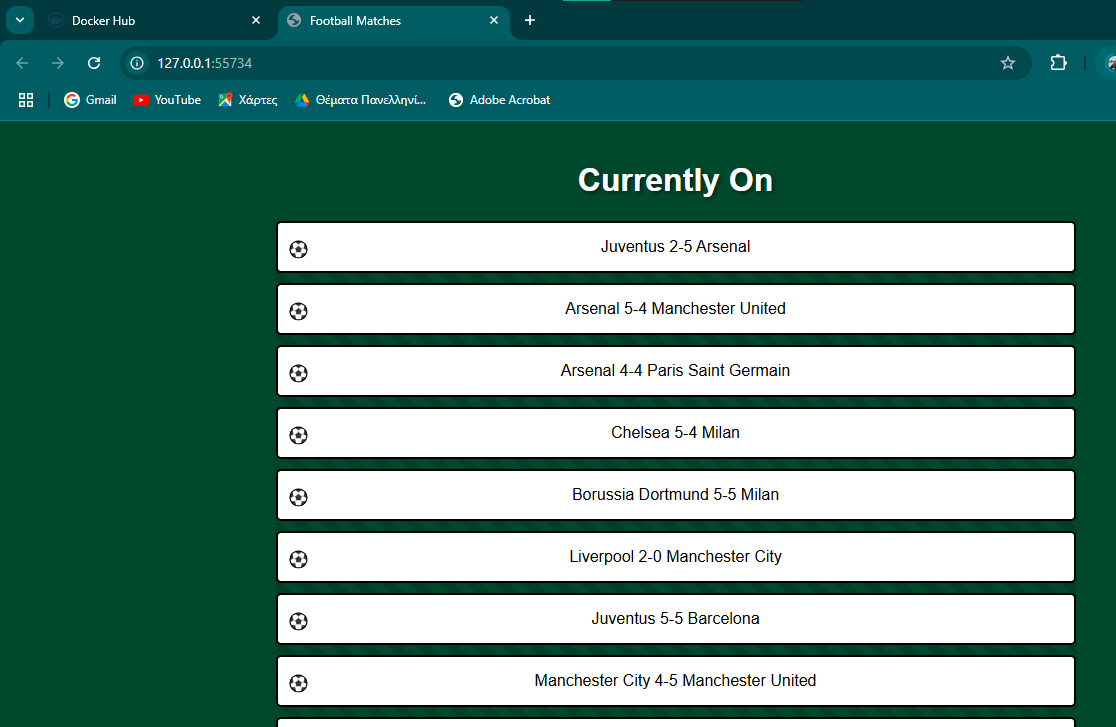 Docker Hub
Football Matches
127.0.0.1:55734
Gmail
YouTube
Χάρτες
Θέματα Πανελληνί...
Adobe Acrobat
Currently On
Juventus 2-5 Arsenal
Arsenal 5-4 Manchester United
Arsenal 4-4 Paris Saint Germain
Chelsea 5-4 Milan
Borussia Dortmund 5-5 Milan
Liverpool 2-0 Manchester City
Juventus 5-5 Barcelona
Manchester City 4-5 Manchester United